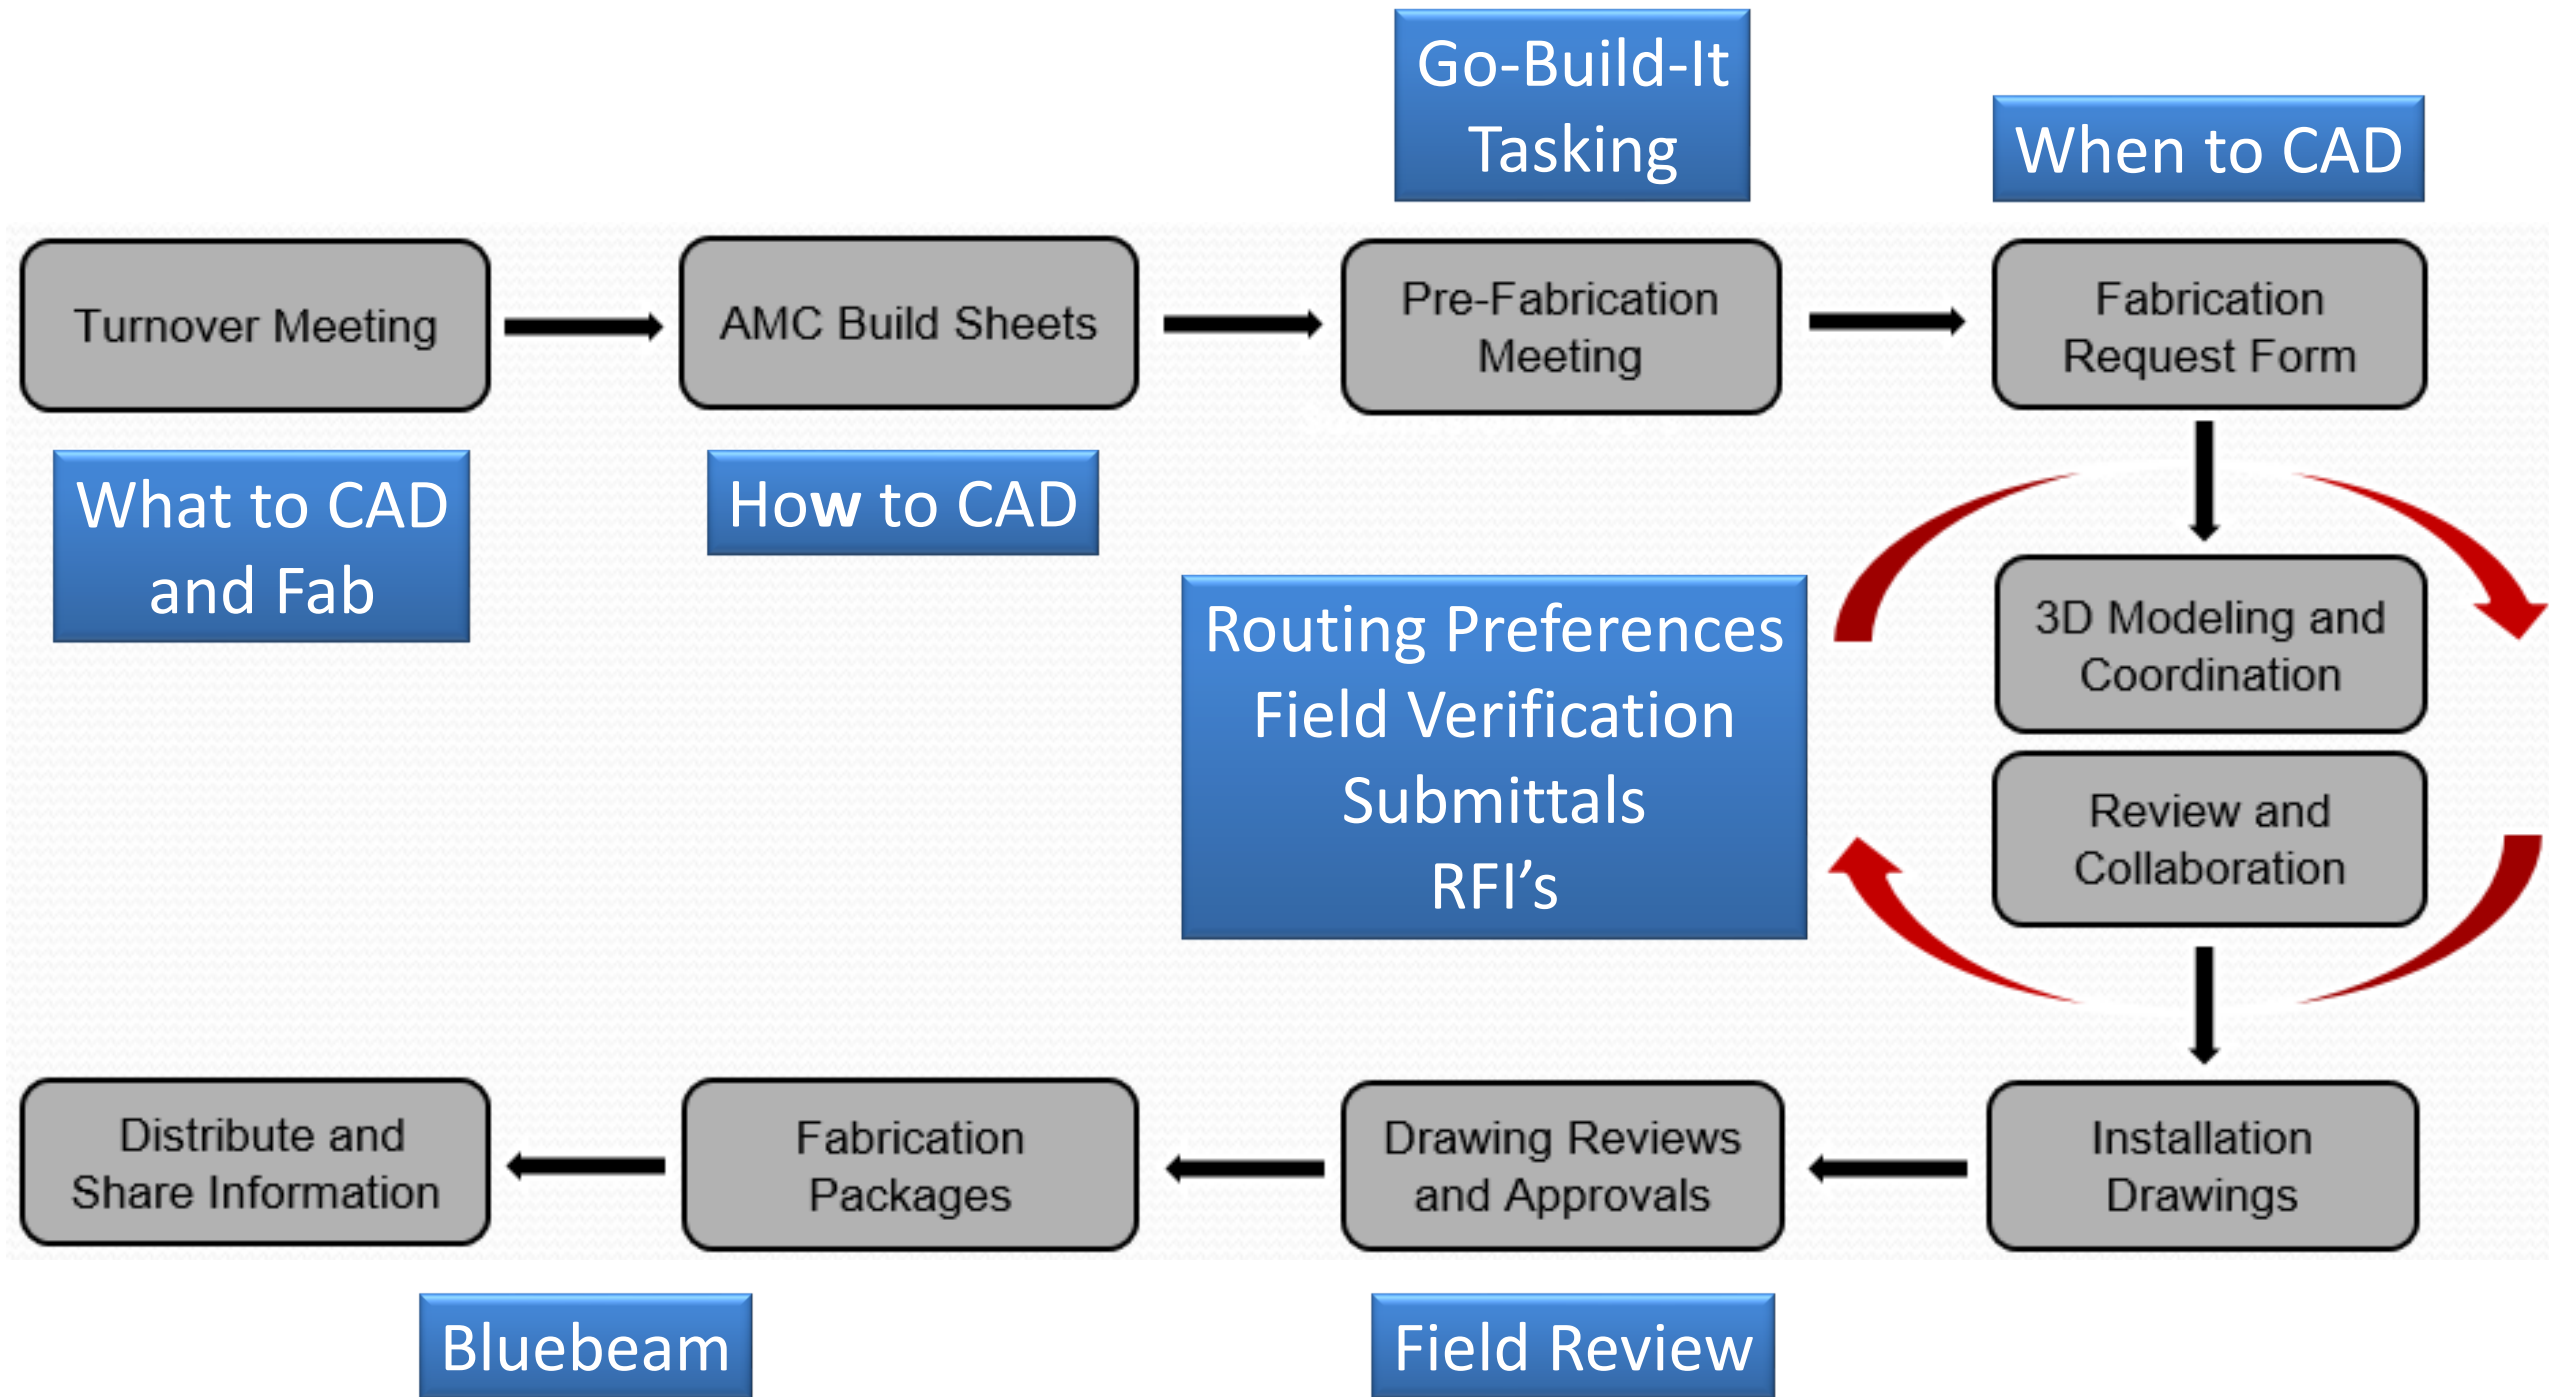 Go-Build-It
Tasking
When to CAD
Turnover Meeting
AMC Build Sheets
Pre-Fabrication
Meeting
Fabrication
Request Form
What to CAD
and Fab
How to CAD
Routing Preferences
Field Verification
Submittals
RFI’s
3D Modeling and
Coordination
Review and
Collaboration
Distribute and
Share Information
Fabrication
Packages
Drawing Reviews
and Approvals
Installation
Drawings
Bluebeam
Field Review